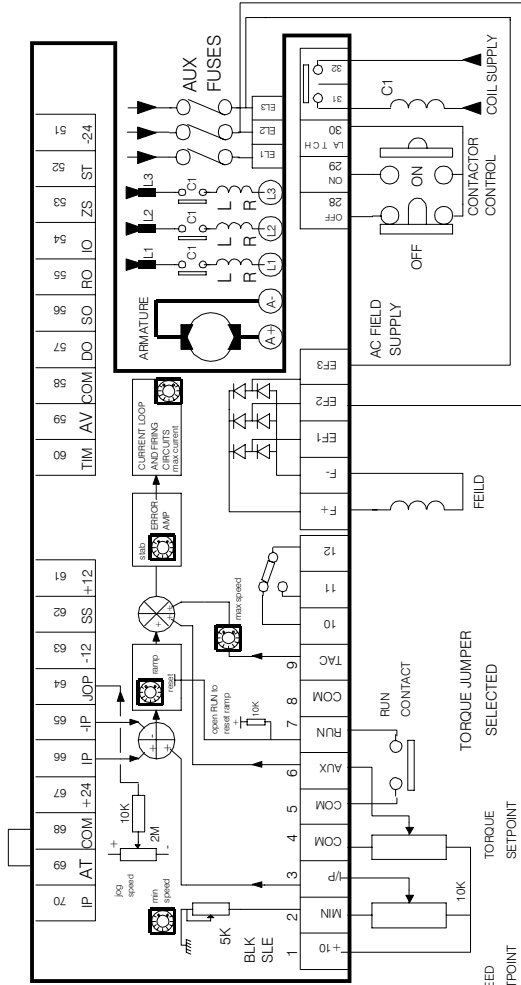 51 52 53 54 55 56 57 58 59 60 61 62 63 64 65 66 67 68 69 70
-24 ST ZS IO RO SO DO COM AV TIM +12 SS -12 JOP -IP IP +24 COM AT IP
AUX
FUSES
EL1 EL2 EL3
L1 L2 L3
C1 C1 C1
L L L
R R R
L1 L2 L3
ARMATURE
A+ A-
CURRENT LOOP
AND FIRING
CIRCUITS
max current
ERROR
AMP
stab
ramp
reset
max speed
open RUN to
reset ramp
10K
+ -
+ +
10K
2M
+ -
jog
speed
min
speed
5K
BLK
SLE
1 2 3 4 5 6 7 8 9 10 11 12
+10 MIN I/P COM COM AUX RUN COM TAC
F+ F- EF1 EF2 EF3
28 29 30 31 32
OFF ON LATCH
AC FIELD
SUPPLY
FEILD
OFF
ON
CONTACTOR
CONTROL
C1
COIL SUPPLY
RUN
CONTACT
TORQUE JUMPER
SELECTED
TORQUE
SETPOINT
10K
EED
TPOINT